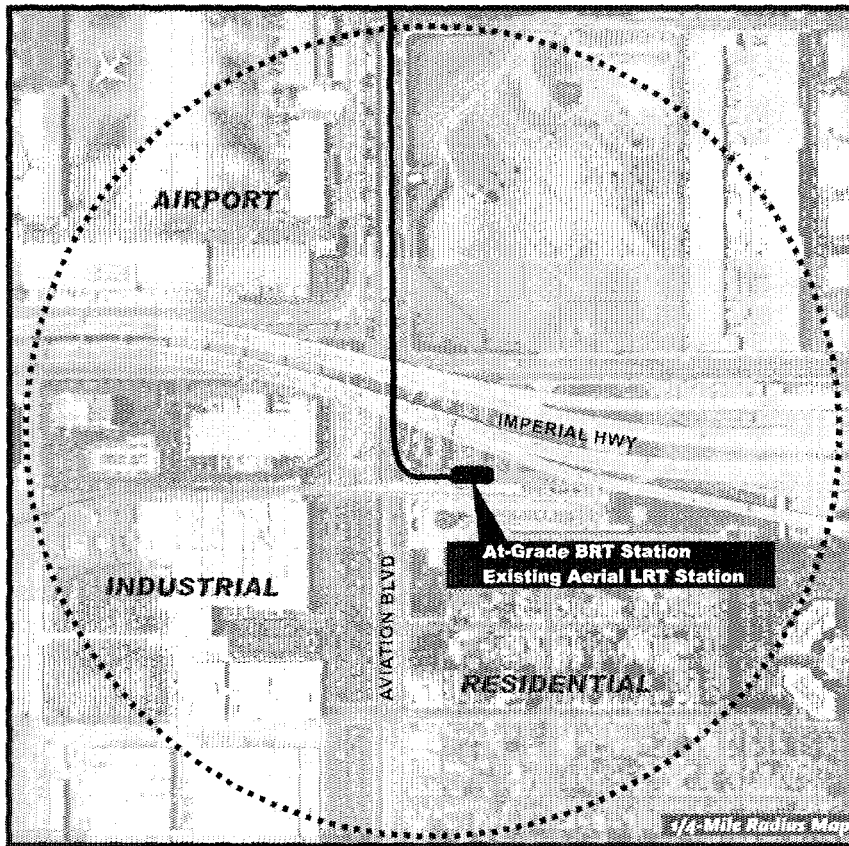 AIRPORT
IMPERIAL HWY
At-Grade BRT Station
Existing Aerial LRT Station
INDUSTRIAL
AVIATION BLVD
RESIDENTIAL
1/4-Mile Radius Map